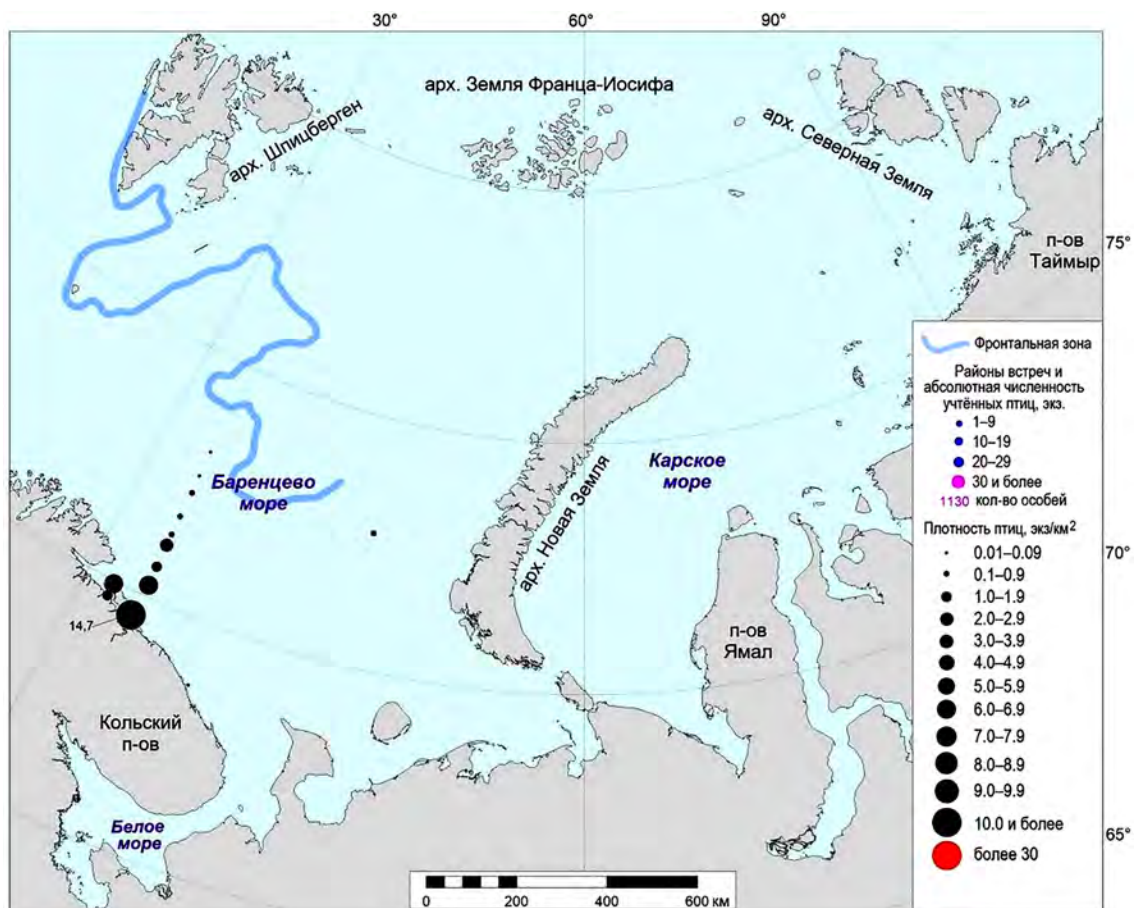 30°
60°
90°
арх. Земля Франца-Иосифа
арх. Шпицберген
арх. Северная Земля
75°
п-ов
Таймыр
Фронтальная зона
Районы встреч и
абсолютная численность
учтённых птиц, экз.
1–9
10–19
20–29
30 и более
1130 кол-во особей
Плотность птиц, экз/км²
0.01–0.09
0.1–0.9
1.0–1.9
2.0–2.9
3.0–3.9
4.0–4.9
5.0–5.9
6.0–6.9
7.0–7.9
8.0–8.9
9.0–9.9
10.0 и более
более 30
Баренцево
море
Карское
море
арх. Новая Земля
70°
14,7
п-ов
Ямал
Кольский
п-ов
Белое
море
65°
0
200
400
600 км